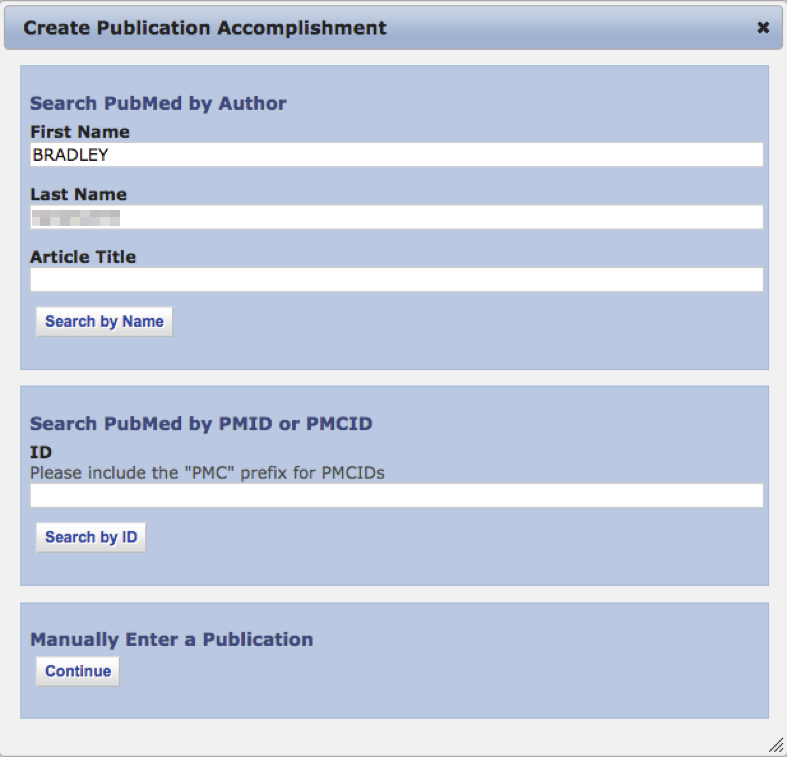 Create Publication Accomplishment
Search PubMed by Author
First Name
BRADLEY
Last Name
Article Title
Search by Name
Search PubMed by PMID or PMCID
ID
Please include the "PMC" prefix for PMCIDs
Search by ID
Manually Enter a Publication
Continue